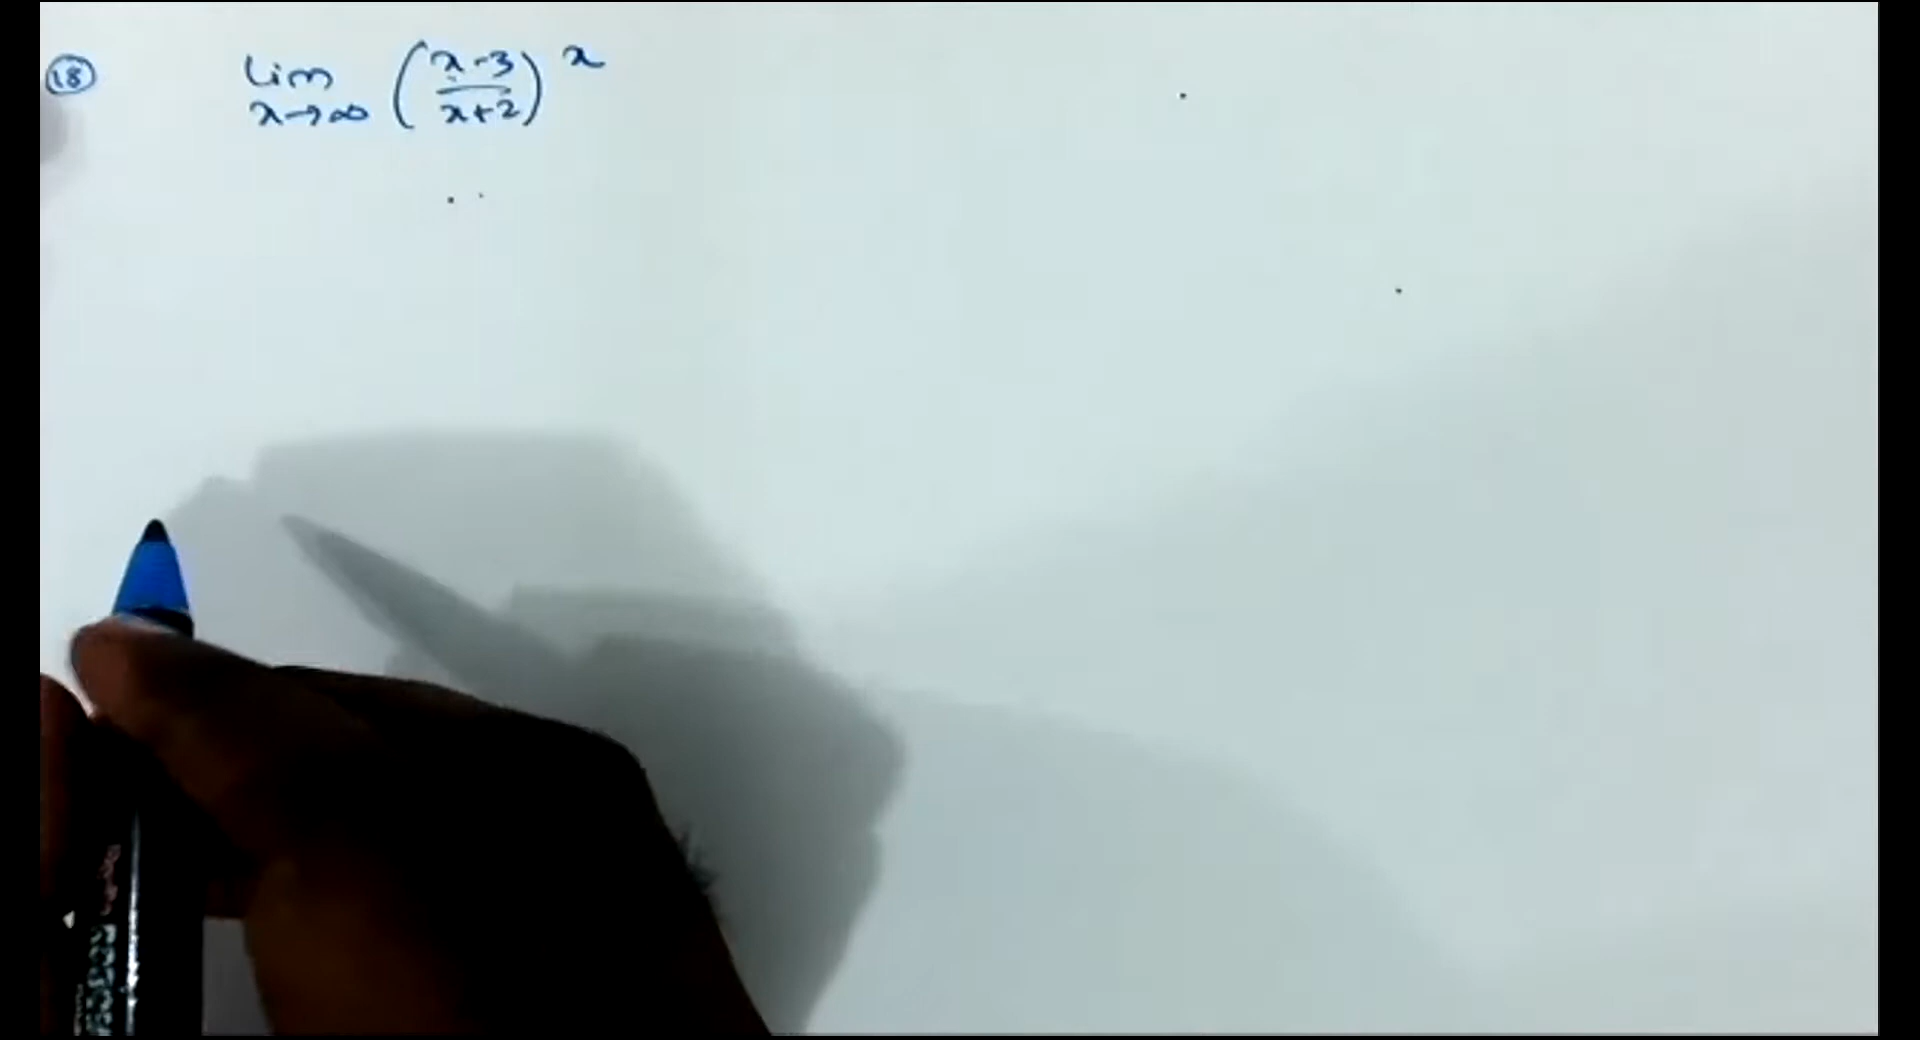 (18) lim x→∞ ((x-3)/(x+2))^x